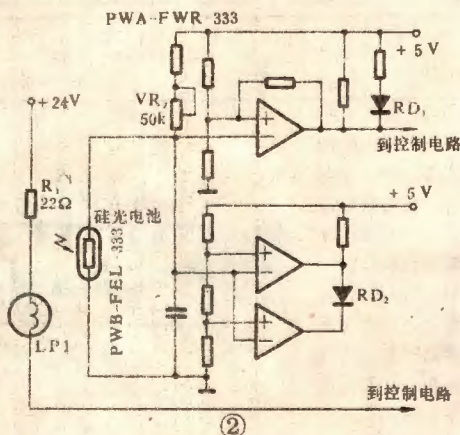 PWA-FWR-333
+5V
+24V
VR₂
50k
RD₁
到控制电路
R₁
22Ω
硅光电池
PWB-FEL-333
+5V
RD₂
LP1
到控制电路
②